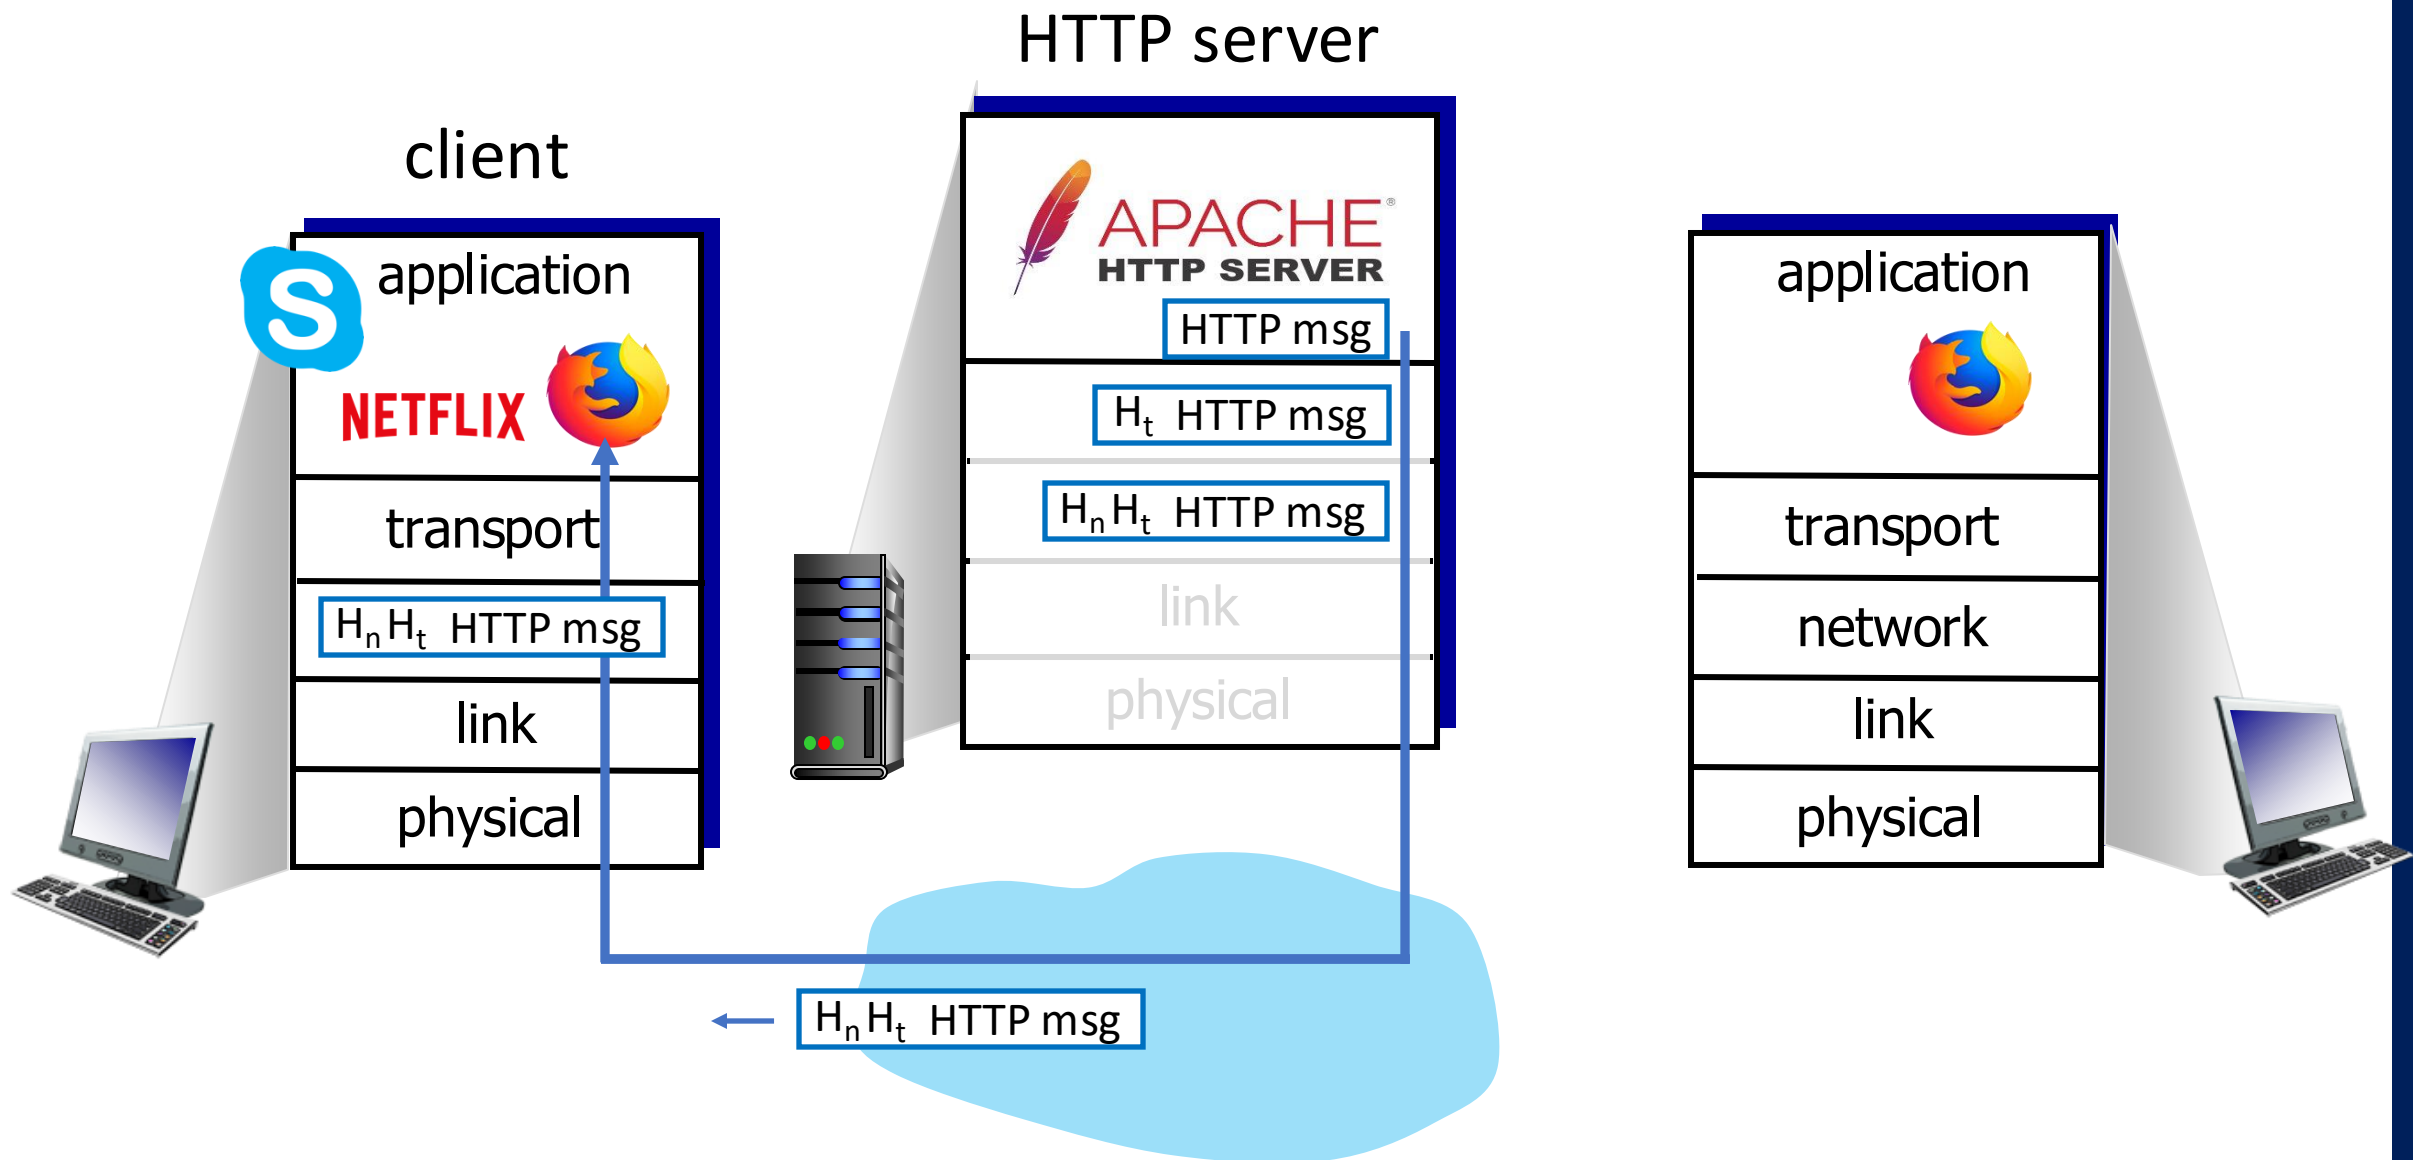 HTTP server
client
APACHE®
HTTP SERVER
HTTP msg
Ht HTTP msg
HnHt HTTP msg
link
physical
S
application
NETFLIX
transport
HnHt HTTP msg
link
physical
application
transport
network
link
physical
HnHt HTTP msg